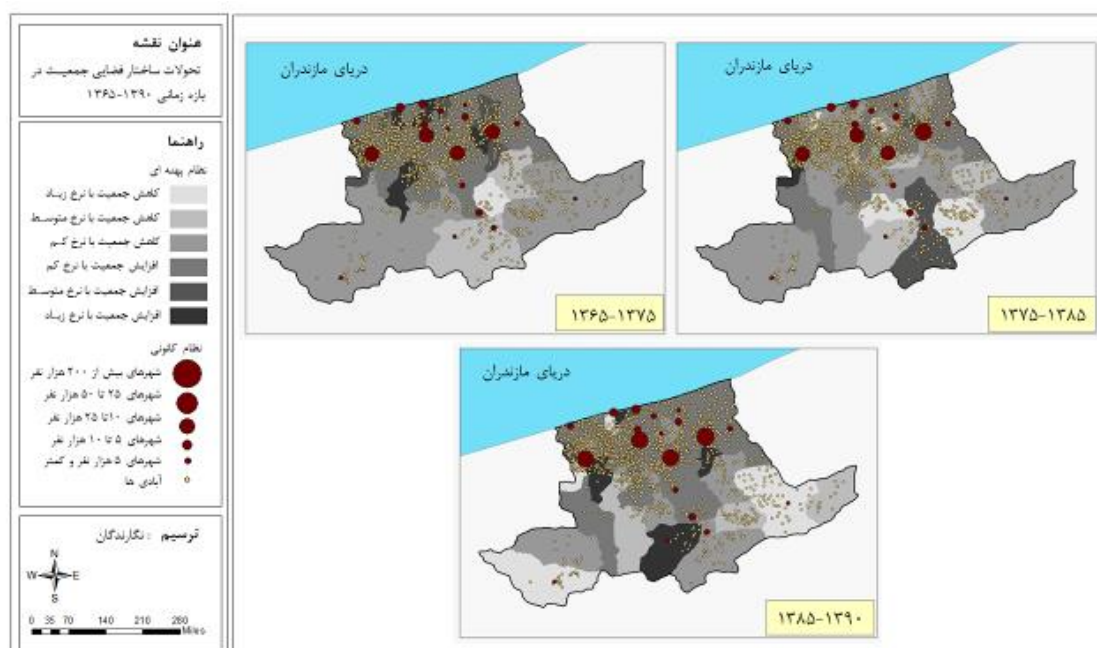 عنوان نقشه
تحولات ساختار فضایی جمعیت در
بازه زمانی ۱۳۹۰-۱۳۶۵
راهنما
نظام پهنه ای
کاهش جمعیت با نرخ زیاد
کاهش جمعیت با نرخ متوسط
کاهش جمعیت با نرخ کم
افزایش جمعیت با نرخ کم
افزایش جمعیت با نرخ متوسط
افزایش جمعیت با نرخ زیاد
نظام کانونی
شهرهای بیش از ۲۰۰ هزار نفر
شهرهای ۲۵ تا ۵۰ هزار نفر
شهرهای ۱۰تا ۲۵ هزار نفر
شهرهای ۵ تا ۱۰ هزار نفر
شهرهای ۵ هزار نفر و کمتر
آبادی ها
ترسیم : نگارندگان
N
W E
S
0 35 70 140 210 280
Miles
دریای مازندران
۱۳۶۵-۱۳۷۵
دریای مازندران
۱۳۷۵-۱۳۸۵
دریای مازندران
۱۳۸۵-۱۳۹۰